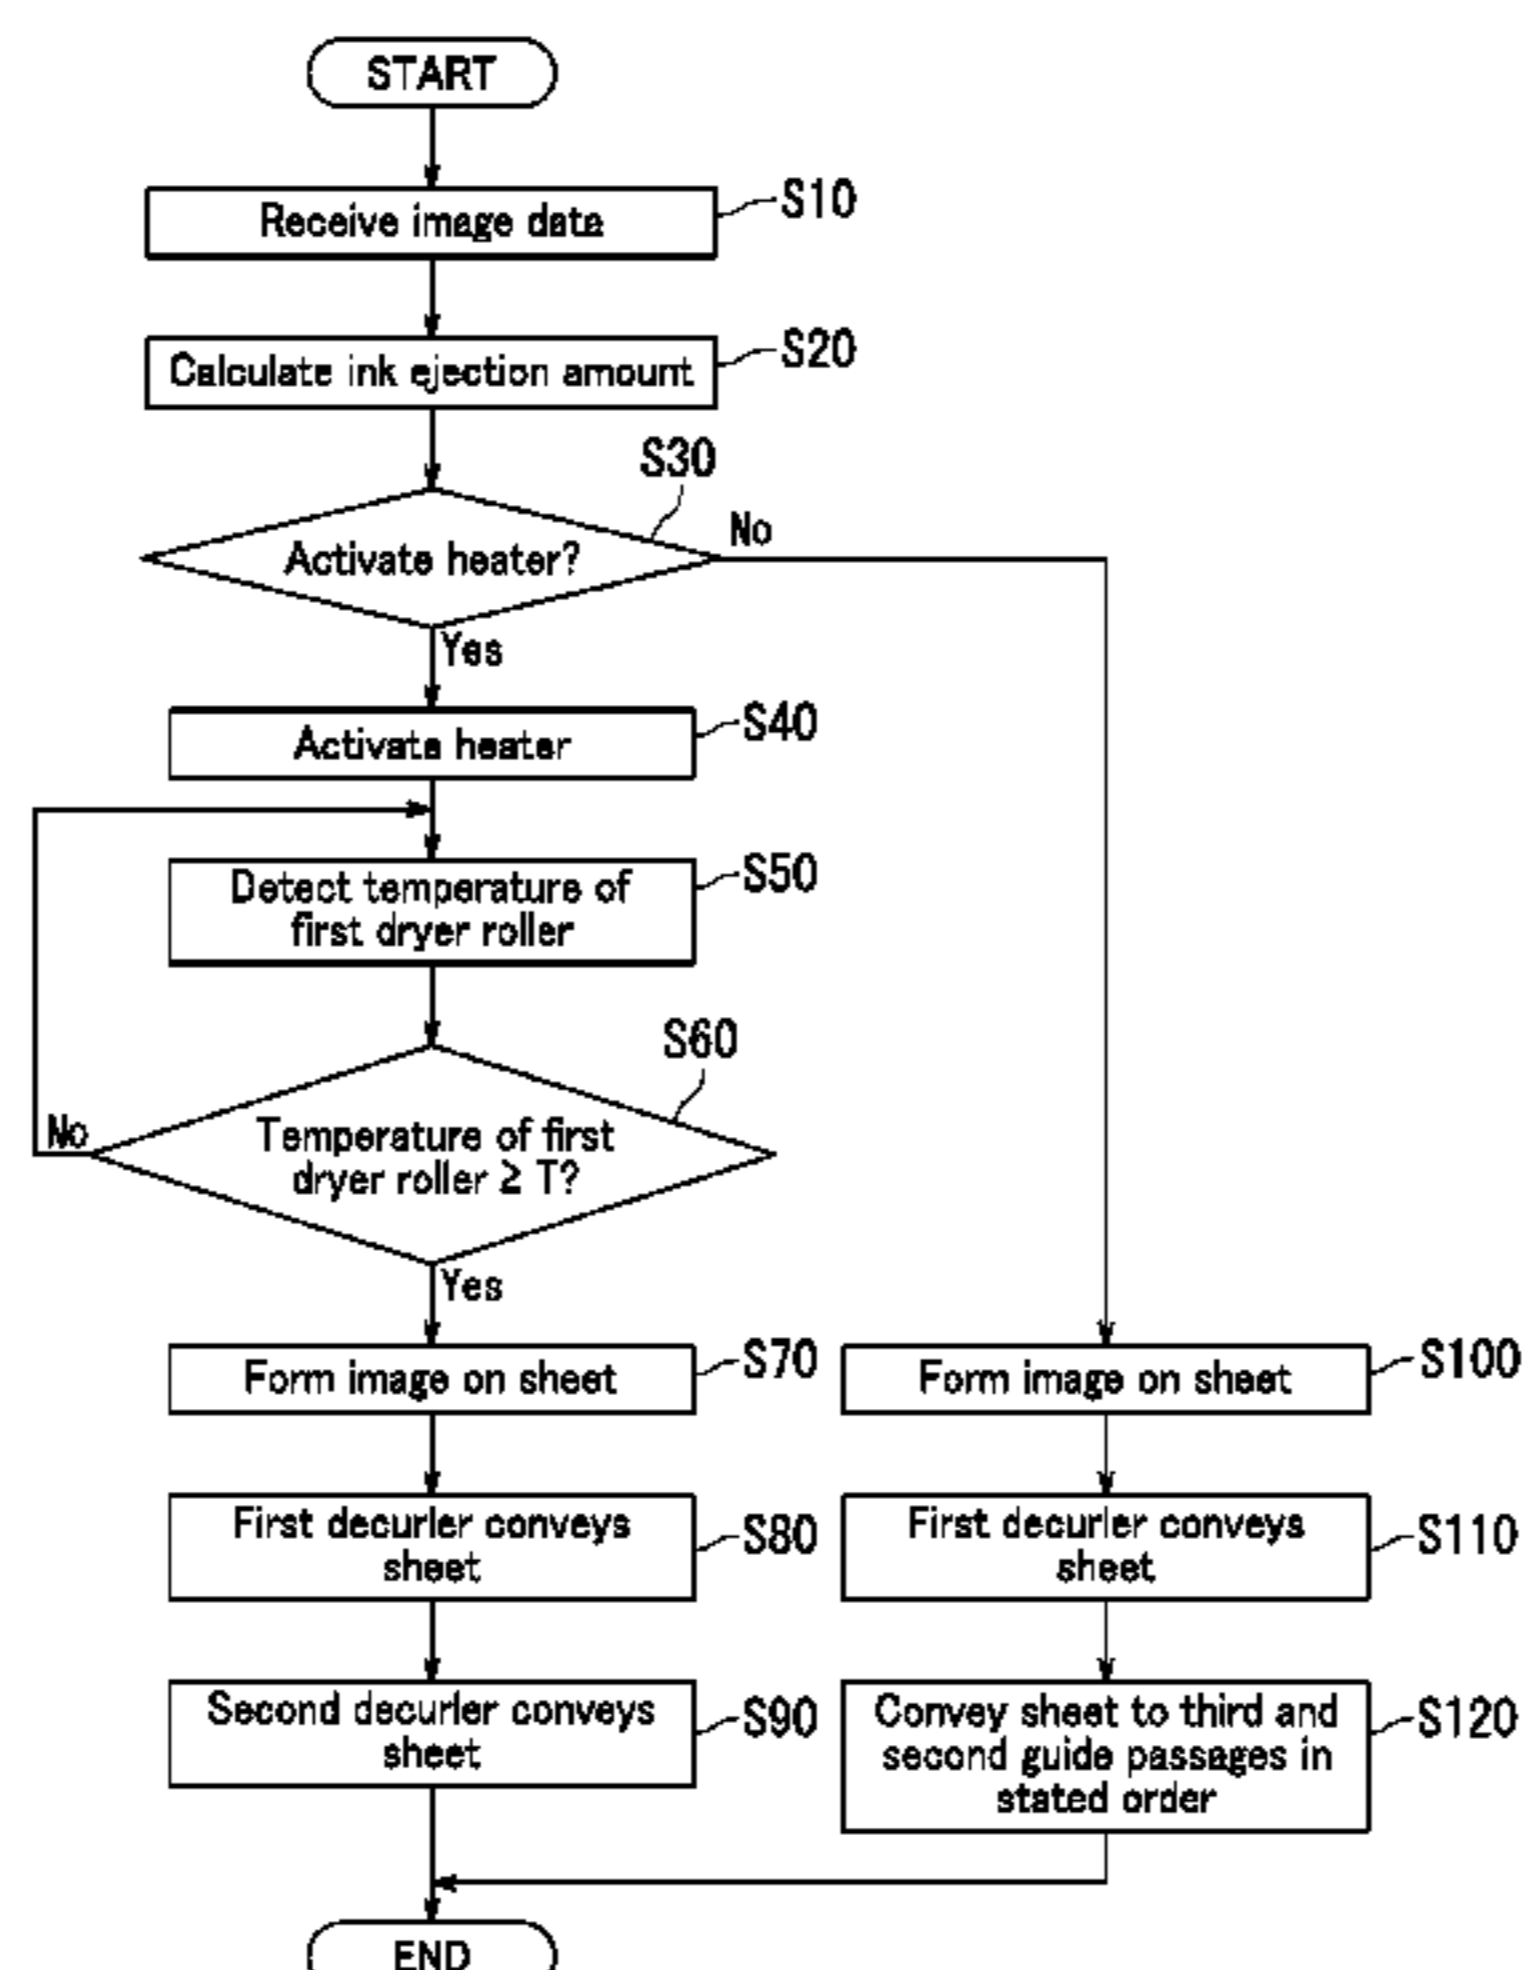 START
Receive image data
S10
Calculate ink ejection amount
S20
S30
Activate heater?
No
Yes
Activate heater
S40
Detect temperature of
first dryer roller
S50
S60
Temperature of first
dryer roller ≥ T?
No
Yes
Form image on sheet
S70
Form image on sheet
S100
First decurler conveys
sheet
S80
First decurler conveys
sheet
S110
Second decurler conveys
sheet
S90
Convey sheet to third and
second guide passages in
stated order
S120
END